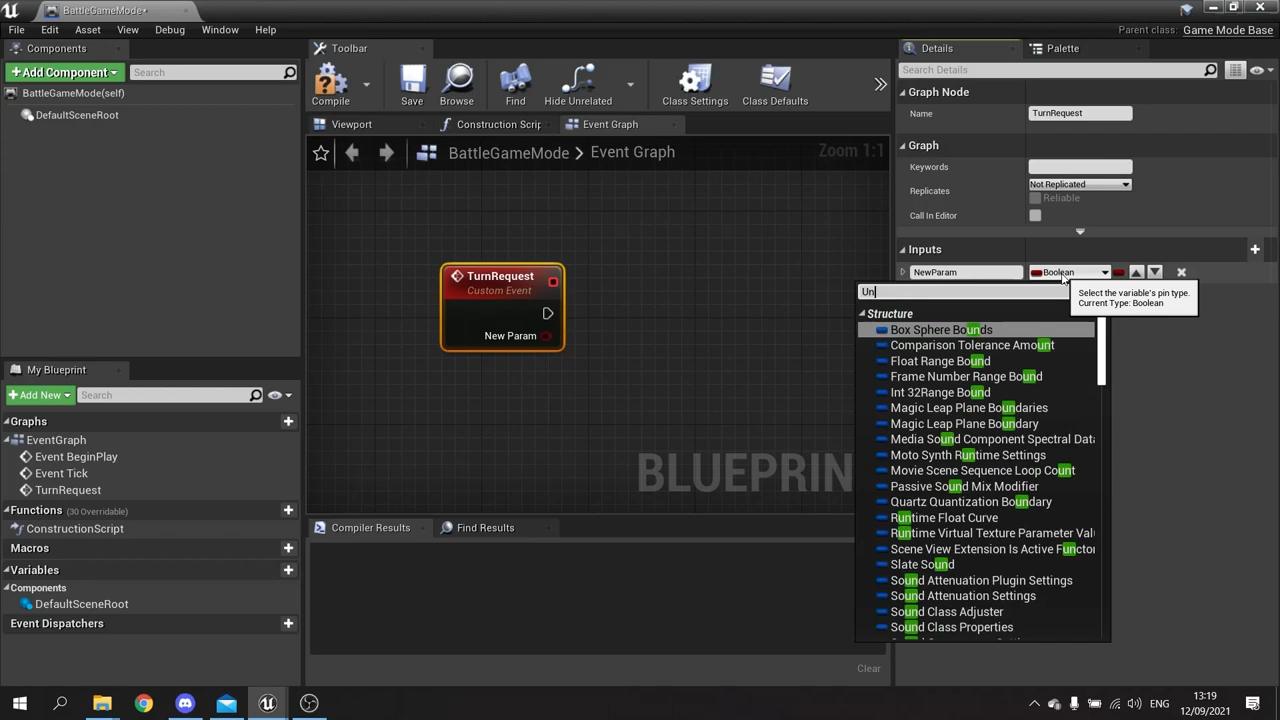 BattleGameMode*
File Edit Asset View Debug Window Help
Parent class: Game Mode Base
Components
Add Component
Search
BattleGameMode(self)
DefaultSceneRoot
My Blueprint
Add New
Search
Graphs
EventGraph
Event BeginPlay
Event Tick
TurnRequest
Functions (30 Overridable)
ConstructionScript
Macros
Variables
Components
DefaultSceneRoot
Event Dispatchers
Toolbar
Compile
Save
Browse
Find
Hide Unrelated
Class Settings
Class Defaults
Viewport
Construction Scrip
Event Graph
BattleGameMode > Event Graph
Zoom 1:1
TurnRequest
Custom Event
New Param
BLUEPRIN
Compiler Results
Find Results
Clear
Details
Palette
Search Details
Graph Node
Name
TurnRequest
Graph
Keywords
Replicates
Not Replicated
Reliable
Call In Editor
Inputs
NewParam
Boolean
Select the variable's pin type.
Current Type: Boolean
Un
Structure
Box Sphere Bounds
Comparison Tolerance Amount
Float Range Bound
Frame Number Range Bound
Int 32Range Bound
Magic Leap Plane Boundaries
Magic Leap Plane Boundary
Media Sound Component Spectral Data
Moto Synth Runtime Settings
Movie Scene Sequence Loop Count
Passive Sound Mix Modifier
Quartz Quantization Boundary
Runtime Float Curve
Runtime Virtual Texture Parameter Val
Scene View Extension Is Active Functor
Slate Sound
Sound Attenuation Plugin Settings
Sound Attenuation Settings
Sound Class Adjuster
Sound Class Properties
ENG
13:19
12/09/2021